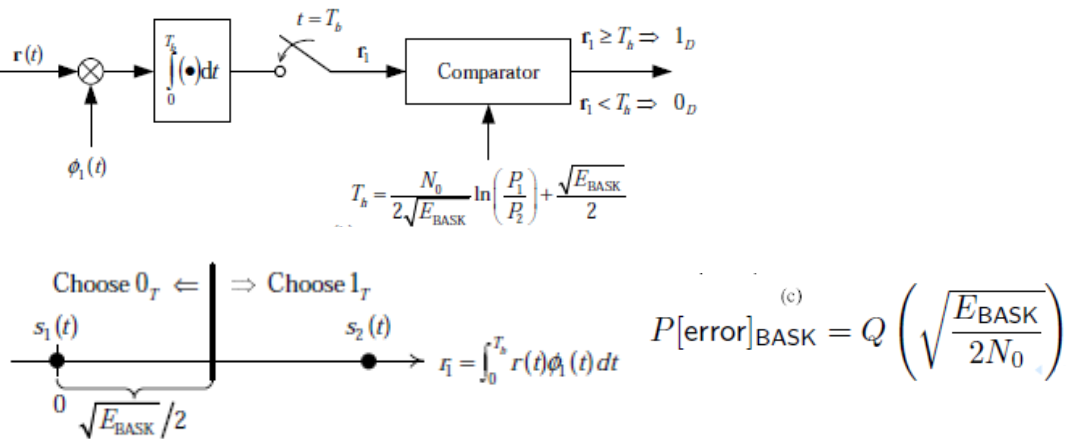 t = T_b
r(t)
∫_0^{T_b} (•)dt
r_1
Comparator
r_1 ≥ T_h ⇒ 1_D
r_1 < T_h ⇒ 0_D
ϕ_1(t)
T_h = N_0/(2√E_BASK) ln(P_1/P_2) + √E_BASK/2
Choose 0_T ⇐ ⇒ Choose 1_T
s_1(t)
s_2(t)
r_1 = ∫_0^{T_b} r(t)ϕ_1(t)dt
0
√E_BASK/2
(c)
P[error]_BASK = Q(√(E_BASK/2N_0))